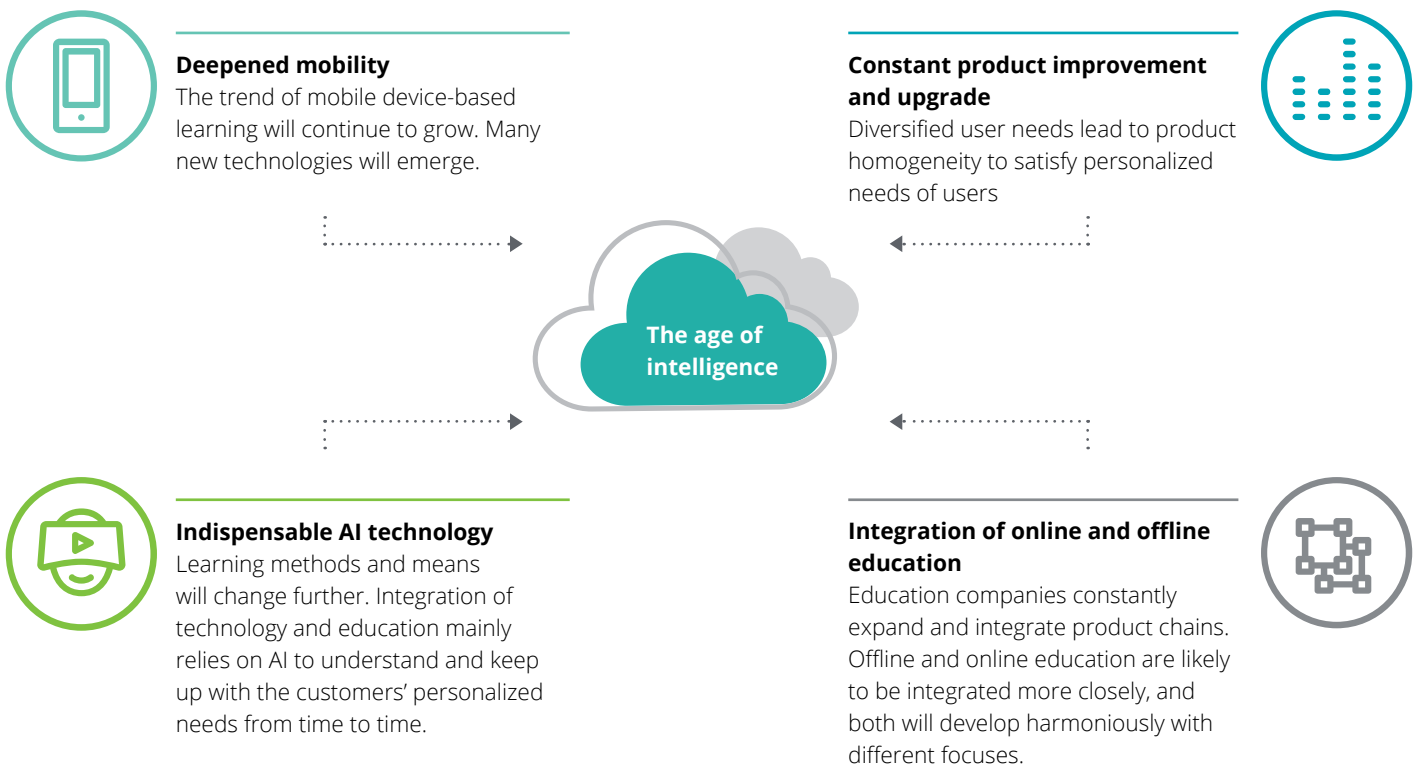 Deepened mobility
The trend of mobile device-based
learning will continue to grow. Many
new technologies will emerge.
Constant product improvement
and upgrade
Diversified user needs lead to product
homogeneity to satisfy personalized
needs of users
The age of
intelligence
Indispensable AI technology
Learning methods and means
will change further. Integration of
technology and education mainly
relies on AI to understand and keep
up with the customers’ personalized
needs from time to time.
Integration of online and offline
education
Education companies constantly
expand and integrate product chains.
Offline and online education are likely
to be integrated more closely, and
both will develop harmoniously with
different focuses.